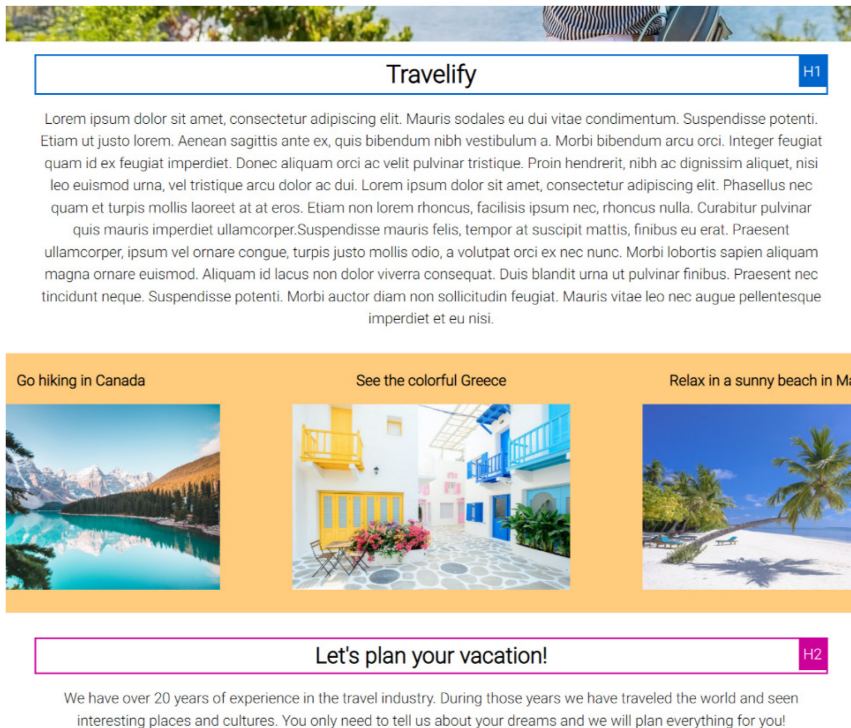 Travelify
H1
Lorem ipsum dolor sit amet, consectetur adipiscing elit. Mauris sodales eu dui vitae condimentum. Suspendisse potenti.
Etiam ut justo lorem. Aenean sagittis ante ex, quis bibendum nibh vestibulum a. Morbi bibendum arcu orci. Integer feugiat
quam id ex feugiat imperdiet. Donec aliquam orci ac velit pulvinar tristique. Proin hendrerit, nibh ac dignissim aliquet, nisi
leo euismod urna, vel tristique arcu dolor ac dui. Lorem ipsum dolor sit amet, consectetur adipiscing elit. Phasellus nec
quam et turpis mollis laoreet at at eros. Etiam non lorem rhoncus, facilisis ipsum nec, rhoncus nulla. Curabitur pulvinar
quis mauris imperdiet ullamcorper.Suspendisse mauris felis, tempor at suscipit mattis, finibus eu erat. Praesent
ullamcorper, ipsum vel ornare congue, turpis justo mollis odio, a volutpat orci ex nec nunc. Morbi lobortis sapien aliquam
magna ornare euismod. Aliquam id lacus non dolor viverra consequat. Duis blandit urna ut pulvinar finibus. Praesent nec
tincidunt neque. Suspendisse potenti. Morbi auctor diam non sollicitudin feugiat. Mauris vitae leo nec augue pellentesque
imperdiet et eu nisi.
Go hiking in Canada
See the colorful Greece
Relax in a sunny beach in Ma
Let's plan your vacation!
H2
We have over 20 years of experience in the travel industry. During those years we have traveled the world and seen
interesting places and cultures. You only need to tell us about your dreams and we will plan everything for you!